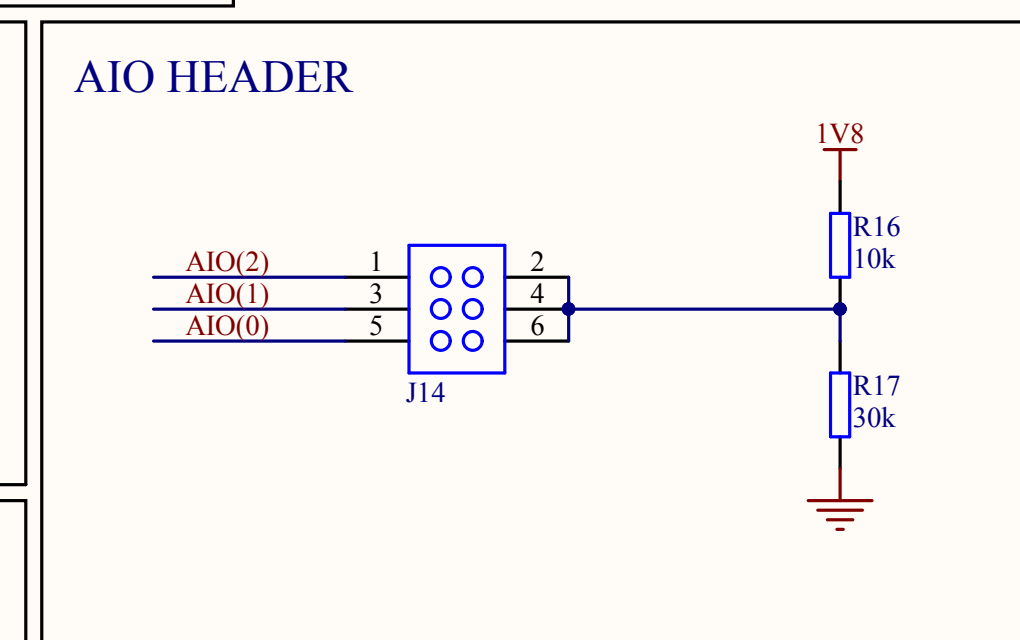 AIO HEADER
1V8
R16
10k
AIO(2) 1 2
AIO(1) 3 4
AIO(0) 5 6
J14
R17
30k